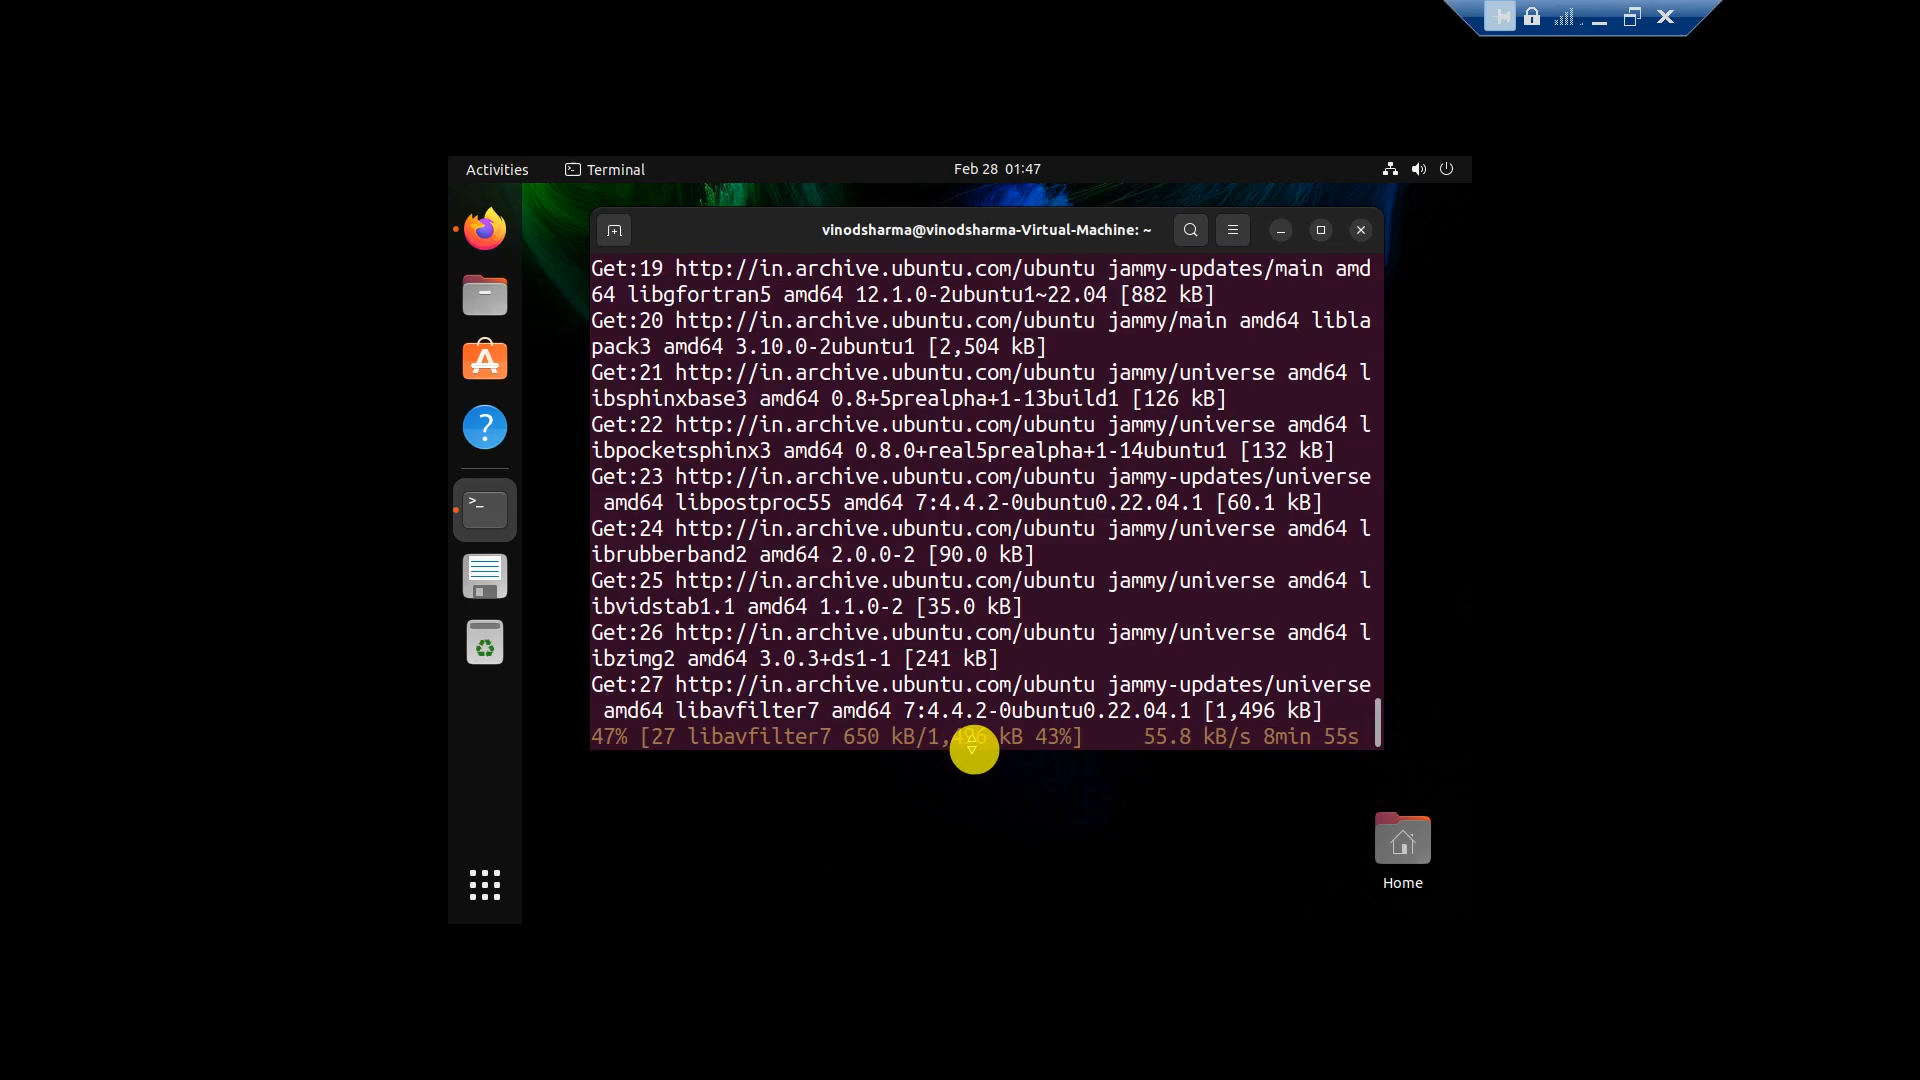 Activities
Terminal
Feb 28 01:47
vinodsharma@vinodsharma-Virtual-Machine: ~
Get:19 http://in.archive.ubuntu.com/ubuntu jammy-updates/main amd
64 libgfortran5 amd64 12.1.0-2ubuntu1~22.04 [882 kB]
Get:20 http://in.archive.ubuntu.com/ubuntu jammy/main amd64 libla
pack3 amd64 3.10.0-2ubuntu1 [2,504 kB]
Get:21 http://in.archive.ubuntu.com/ubuntu jammy/universe amd64 l
ibsphinxbase3 amd64 0.8+5prealpha+1-13build1 [126 kB]
Get:22 http://in.archive.ubuntu.com/ubuntu jammy/universe amd64 l
ibpocketsphinx3 amd64 0.8.0+real5prealpha+1-14ubuntu1 [132 kB]
Get:23 http://in.archive.ubuntu.com/ubuntu jammy-updates/universe
amd64 libpostproc55 amd64 7:4.4.2-0ubuntu0.22.04.1 [60.1 kB]
Get:24 http://in.archive.ubuntu.com/ubuntu jammy/universe amd64 l
ibrubberband2 amd64 2.0.0-2 [90.0 kB]
Get:25 http://in.archive.ubuntu.com/ubuntu jammy/universe amd64 l
ibvidstab1.1 amd64 1.1.0-2 [35.0 kB]
Get:26 http://in.archive.ubuntu.com/ubuntu jammy/universe amd64 l
ibzimg2 amd64 3.0.3+ds1-1 [241 kB]
Get:27 http://in.archive.ubuntu.com/ubuntu jammy-updates/universe
amd64 libavfilter7 amd64 7:4.4.2-0ubuntu0.22.04.1 [1,496 kB]
47% [27 libavfilter7 650 kB/1,496 kB 43%] 55.8 kB/s 8min 55s
Home